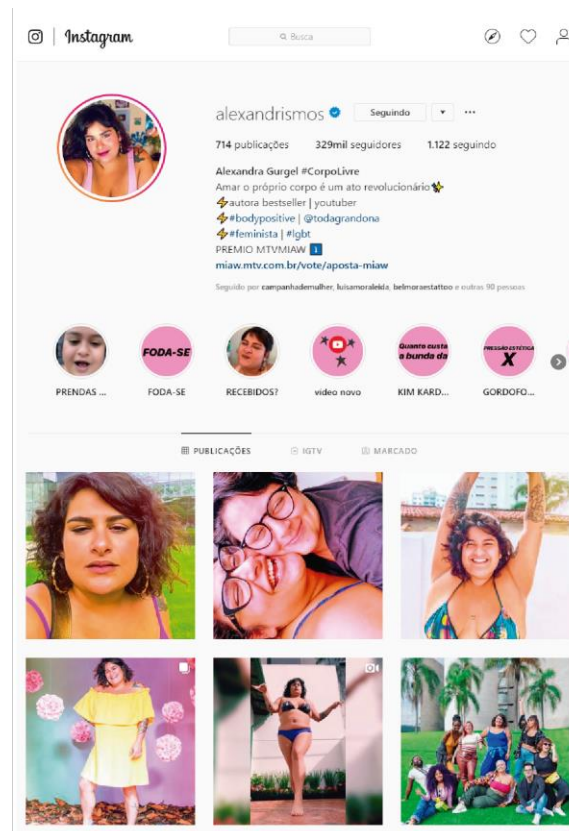 Instagram
Busca
alexandrismos
Seguindo
714 publicações 329mil seguidores 1.122 seguindo
Alexandra Gurgel #CorpoLivre
Amar o próprio corpo é um ato revolucionário
autora bestseller | youtuber
#bodypositive | @todagrandona
#feminista | #lgbt
PREMIO MTVMIAW
miaw.mtv.com.br/vote/aposta-miaw
Seguido por campanhademulher, luisamoraleida, belmoraestattoo e outras 90 pessoas
FODA-SE
Quanto custa
a bunda da
PRESSÃO ESTÉTICA
X
PRENDAS ... FODA-SE RECEBIDOS? video novo KIM KARD... GORDOFO...
PUBLICAÇÕES IGTV MARCADO